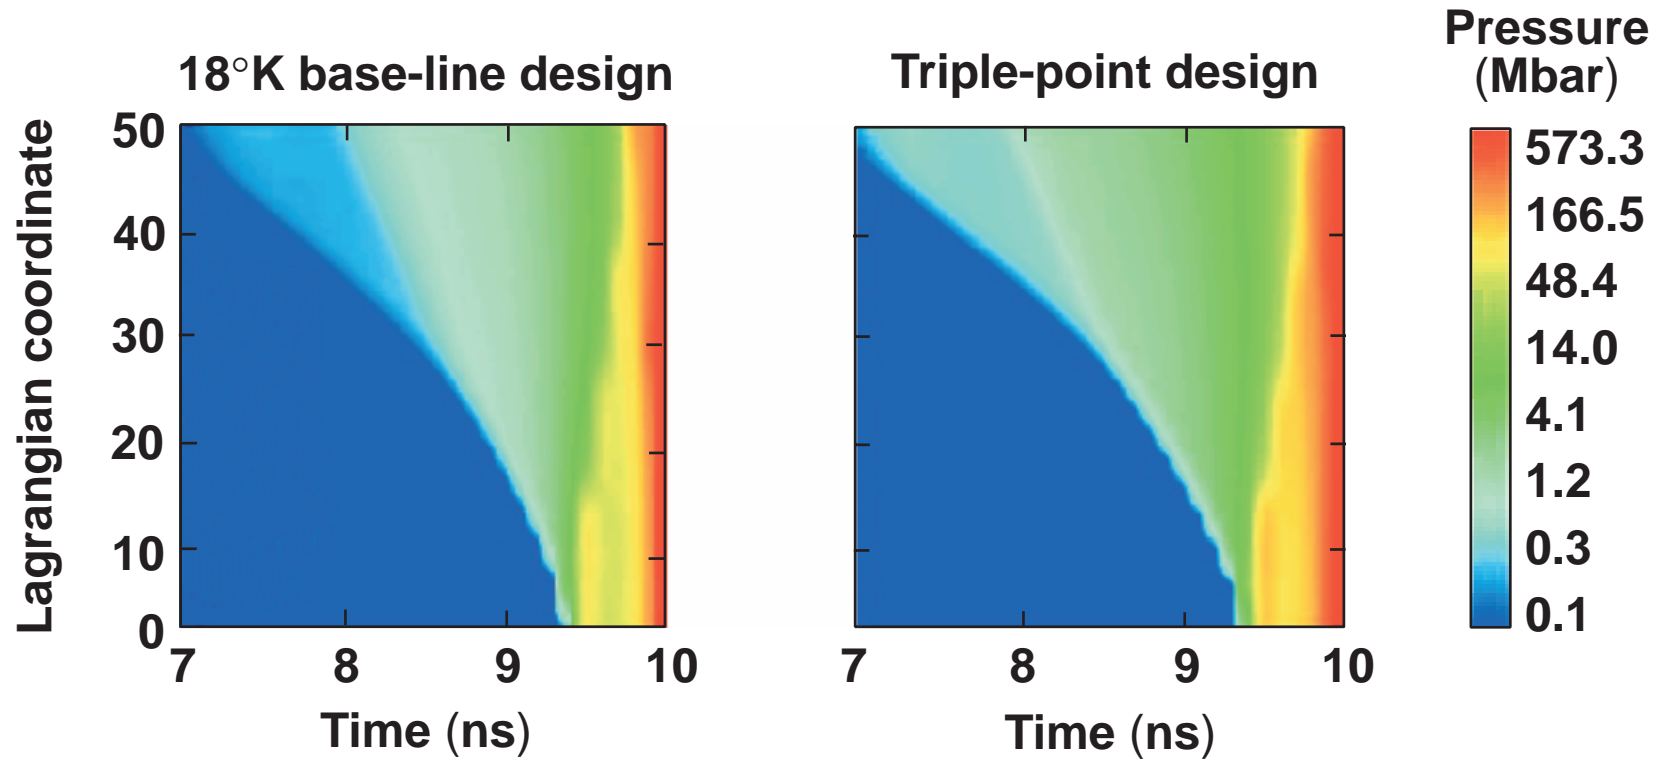 18°K base-line design
Triple-point design
Pressure
(Mbar)
Lagrangian coordinate
50
40
30
20
10
0
7 8 9 10
Time (ns)
7 8 9 10
Time (ns)
573.3
166.5
48.4
14.0
4.1
1.2
0.3
0.1